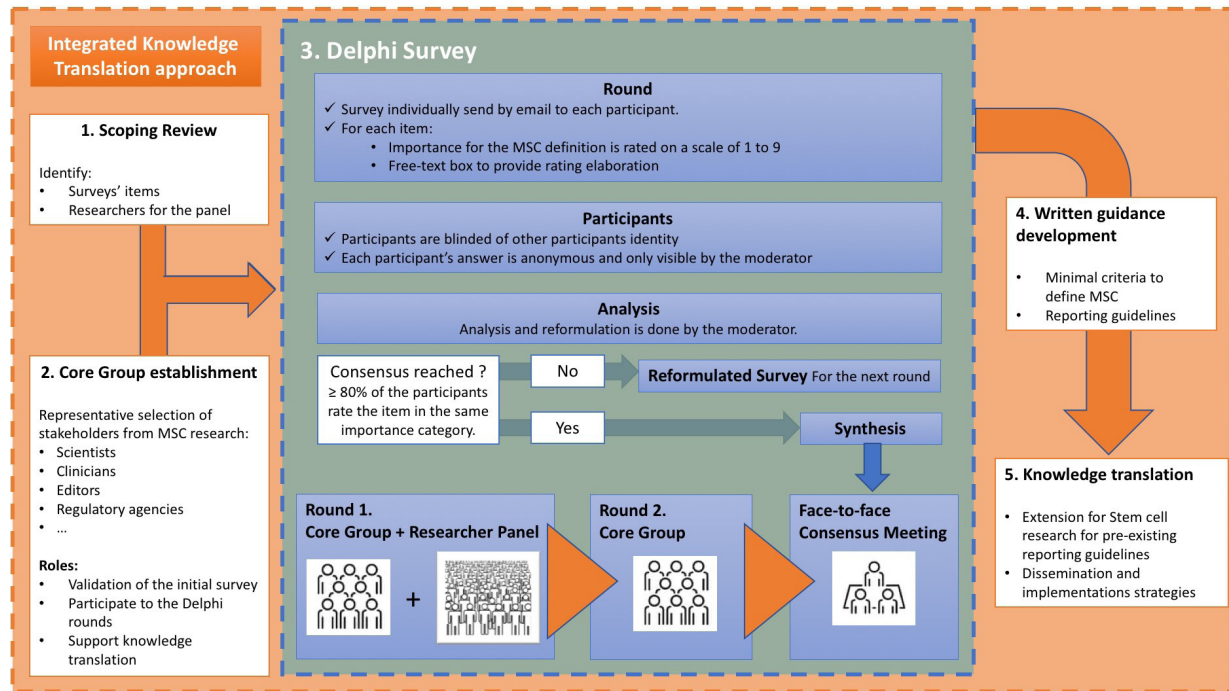 Integrated Knowledge
Translation approach
1. Scoping Review
Identify:
• Surveys’ items
• Researchers for the panel
2. Core Group establishment
Representative selection of
stakeholders from MSC research:
• Scientists
• Clinicians
• Editors
• Regulatory agencies
• …
Roles:
• Validation of the initial survey
• Participate to the Delphi
rounds
• Support knowledge
translation
3. Delphi Survey
Round
✓ Survey individually send by email to each participant.
✓ For each item:
• Importance for the MSC definition is rated on a scale of 1 to 9
• Free-text box to provide rating elaboration
Participants
✓ Participants are blinded of other participants identity
✓ Each participant’s answer is anonymous and only visible by the moderator
Analysis
Analysis and reformulation is done by the moderator.
Consensus reached ?
≥ 80% of the participants
rate the item in the same
importance category.
No
Reformulated Survey For the next round
Yes
Synthesis
Round 1.
Core Group + Researcher Panel
+
Round 2.
Core Group
Face-to-face
Consensus Meeting
4. Written guidance
development
• Minimal criteria to
define MSC
• Reporting guidelines
5. Knowledge translation
• Extension for Stem cell
research for pre-existing
reporting guidelines
• Dissemination and
implementations strategies